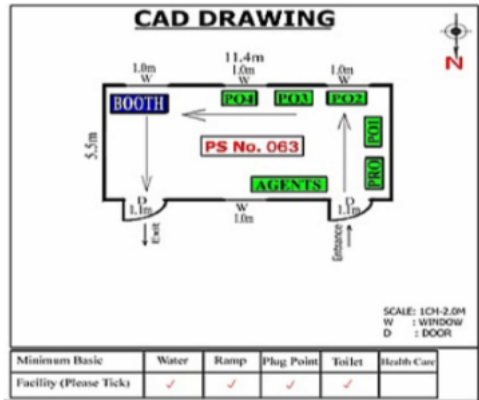 CAD DRAWING
N
11.4m
1.0m
W
1.0m
W
1.0m
W
BOOTH
PO4
PO3
PO2
PO1
5.5m
PS No. 063
PRO
AGENTS
D
1.1m
W
1.0m
D
1.1m
Exit
Entrance
SCALE: 1CH-2.0M
W : WINDOW
D : DOOR
Minimum Basic Water Ramp Plug Point Toilet Health Care
Facility (Please Tick) ✓ ✓ ✓ ✓